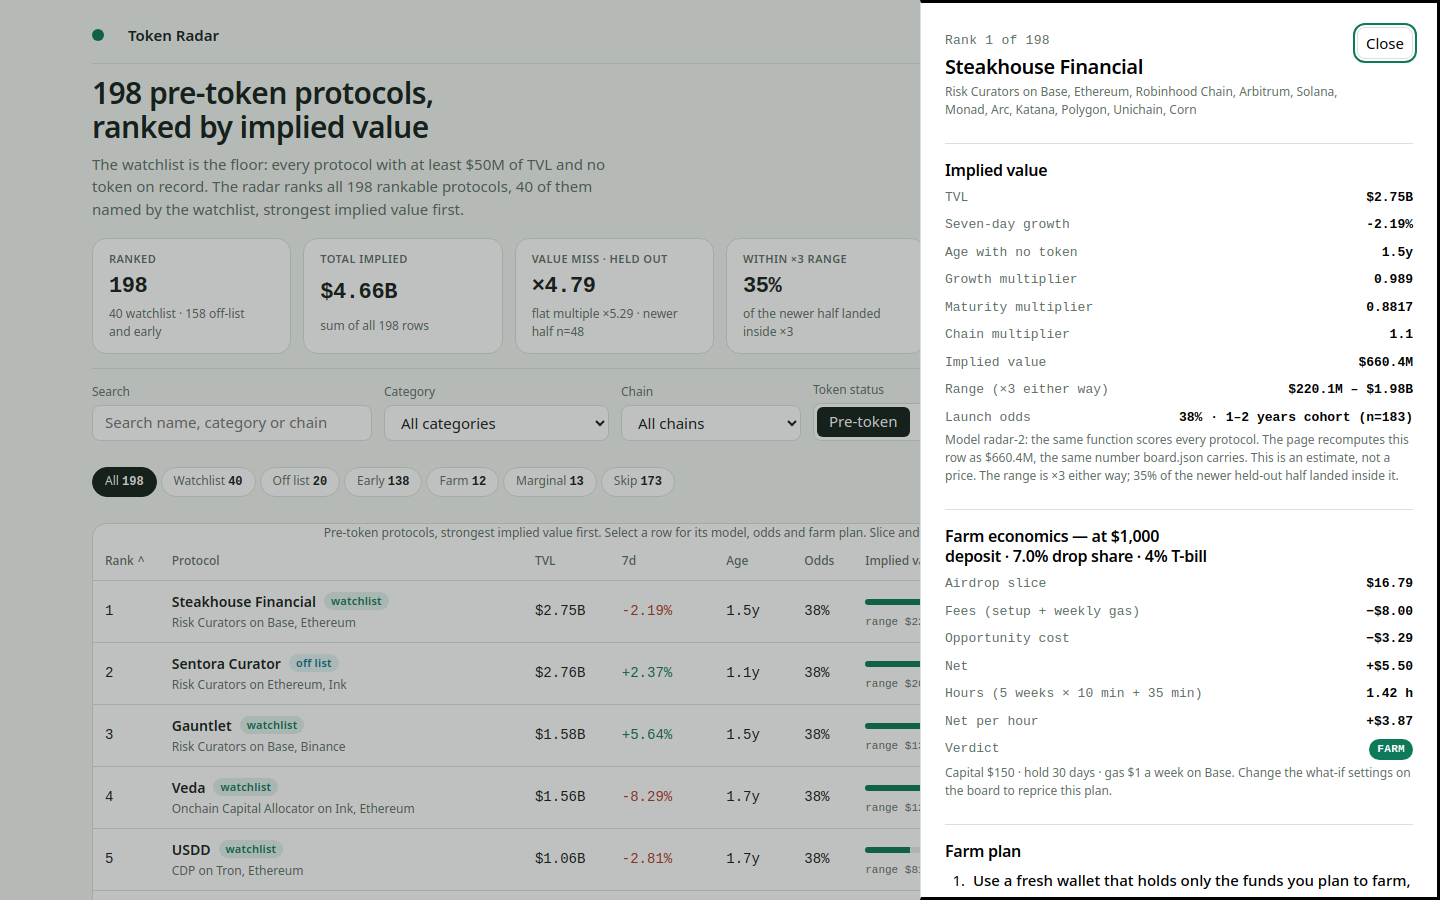 Token Radar
198 pre-token protocols,
ranked by implied value
The watchlist is the floor: every protocol with at least $50M of TVL and no
token on record. The radar ranks all 198 rankable protocols, 40 of them
named by the watchlist, strongest implied value first.
RANKED
198
40 watchlist · 158 off-list
and early
TOTAL IMPLIED
$4.66B
sum of all 198 rows
VALUE MISS · HELD OUT
×4.79
flat multiple ×5.29 · newer
half n=48
WITHIN ×3 RANGE
35%
of the newer half landed
inside ×3
Search
Search name, category or chain
Category
All categories
Chain
All chains
Token status
Pre-token
All 198
Watchlist 40
Off list 20
Early 138
Farm 12
Marginal 13
Skip 173
Pre-token protocols, strongest implied value first. Select a row for its model, odds and farm plan. Slice and
Rank ^ Protocol TVL 7d Age Odds Implied va
1 Steakhouse Financial watchlist $2.75B -2.19% 1.5y 38%
Risk Curators on Base, Ethereum range $2
2 Sentora Curator off list $2.76B +2.37% 1.1y 38%
Risk Curators on Ethereum, Ink range $2
3 Gauntlet watchlist $1.58B +5.64% 1.5y 38%
Risk Curators on Base, Binance range $1
4 Veda watchlist $1.56B -8.29% 1.7y 38%
Onchain Capital Allocator on Ink, Ethereum range $1
5 USDD watchlist $1.06B -2.81% 1.7y 38%
CDP on Tron, Ethereum range $8
Rank 1 of 198
Close
Steakhouse Financial
Risk Curators on Base, Ethereum, Robinhood Chain, Arbitrum, Solana,
Monad, Arc, Katana, Polygon, Unichain, Corn
Implied value
TVL $2.75B
Seven-day growth -2.19%
Age with no token 1.5y
Growth multiplier 0.989
Maturity multiplier 0.8817
Chain multiplier 1.1
Implied value $660.4M
Range (×3 either way) $220.1M – $1.98B
Launch odds 38% · 1–2 years cohort (n=183)
Model radar-2: the same function scores every protocol. The page recomputes this
row as $660.4M, the same number board.json carries. This is an estimate, not a
price. The range is ×3 either way; 35% of the newer held-out half landed inside it.
Farm economics — at $1,000
deposit · 7.0% drop share · 4% T-bill
Airdrop slice $16.79
Fees (setup + weekly gas) −$8.00
Opportunity cost −$3.29
Net +$5.50
Hours (5 weeks × 10 min + 35 min) 1.42 h
Net per hour +$3.87
Verdict FARM
Capital $150 · hold 30 days · gas $1 a week on Base. Change the what-if settings on
the board to reprice this plan.
Farm plan
1. Use a fresh wallet that holds only the funds you plan to farm,